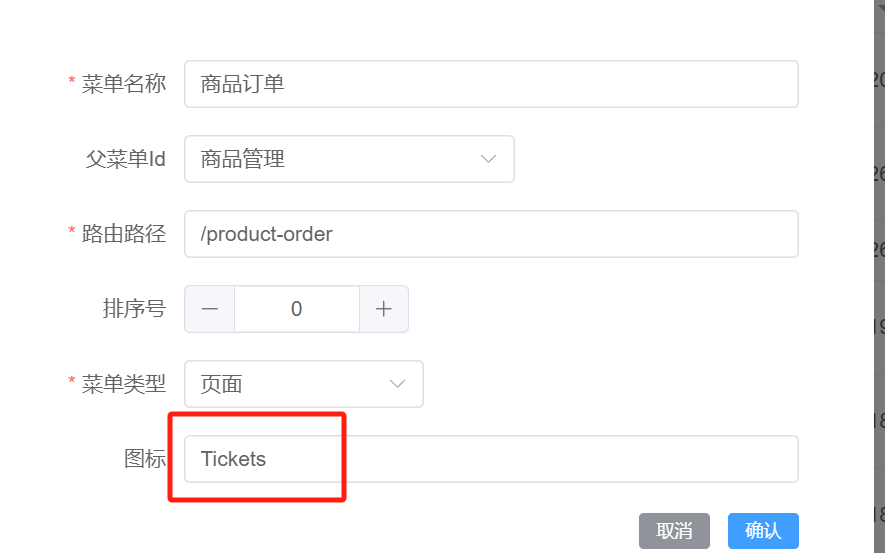 * 菜单名称 商品订单
父菜单Id 商品管理
* 路由路径 /product-order
排序号 0
* 菜单类型 页面
图标 Tickets
取消 确认